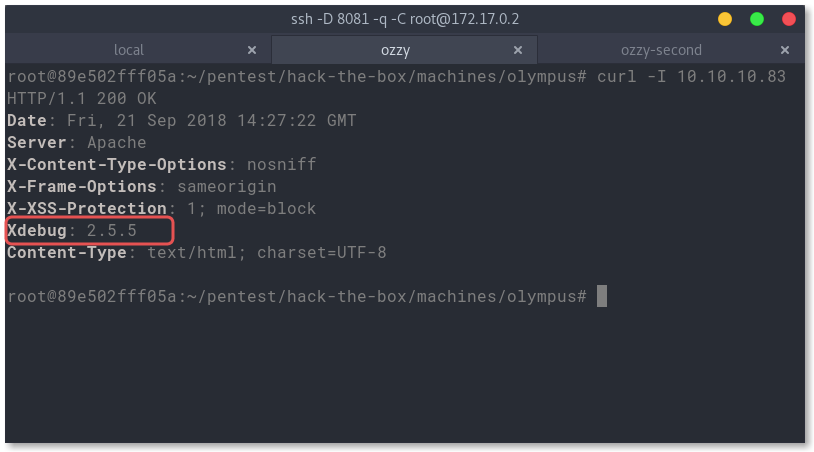 ssh -D 8081 -q -C root@172.17.0.2
local × ozzy × ozzy-second ×
root@89e502fff05a:~/pentest/hack-the-box/machines/olympus# curl -I 10.10.10.83
HTTP/1.1 200 OK
Date: Fri, 21 Sep 2018 14:27:22 GMT
Server: Apache
X-Content-Type-Options: nosniff
X-Frame-Options: sameorigin
X-XSS-Protection: 1; mode=block
Xdebug: 2.5.5
Content-Type: text/html; charset=UTF-8
root@89e502fff05a:~/pentest/hack-the-box/machines/olympus#